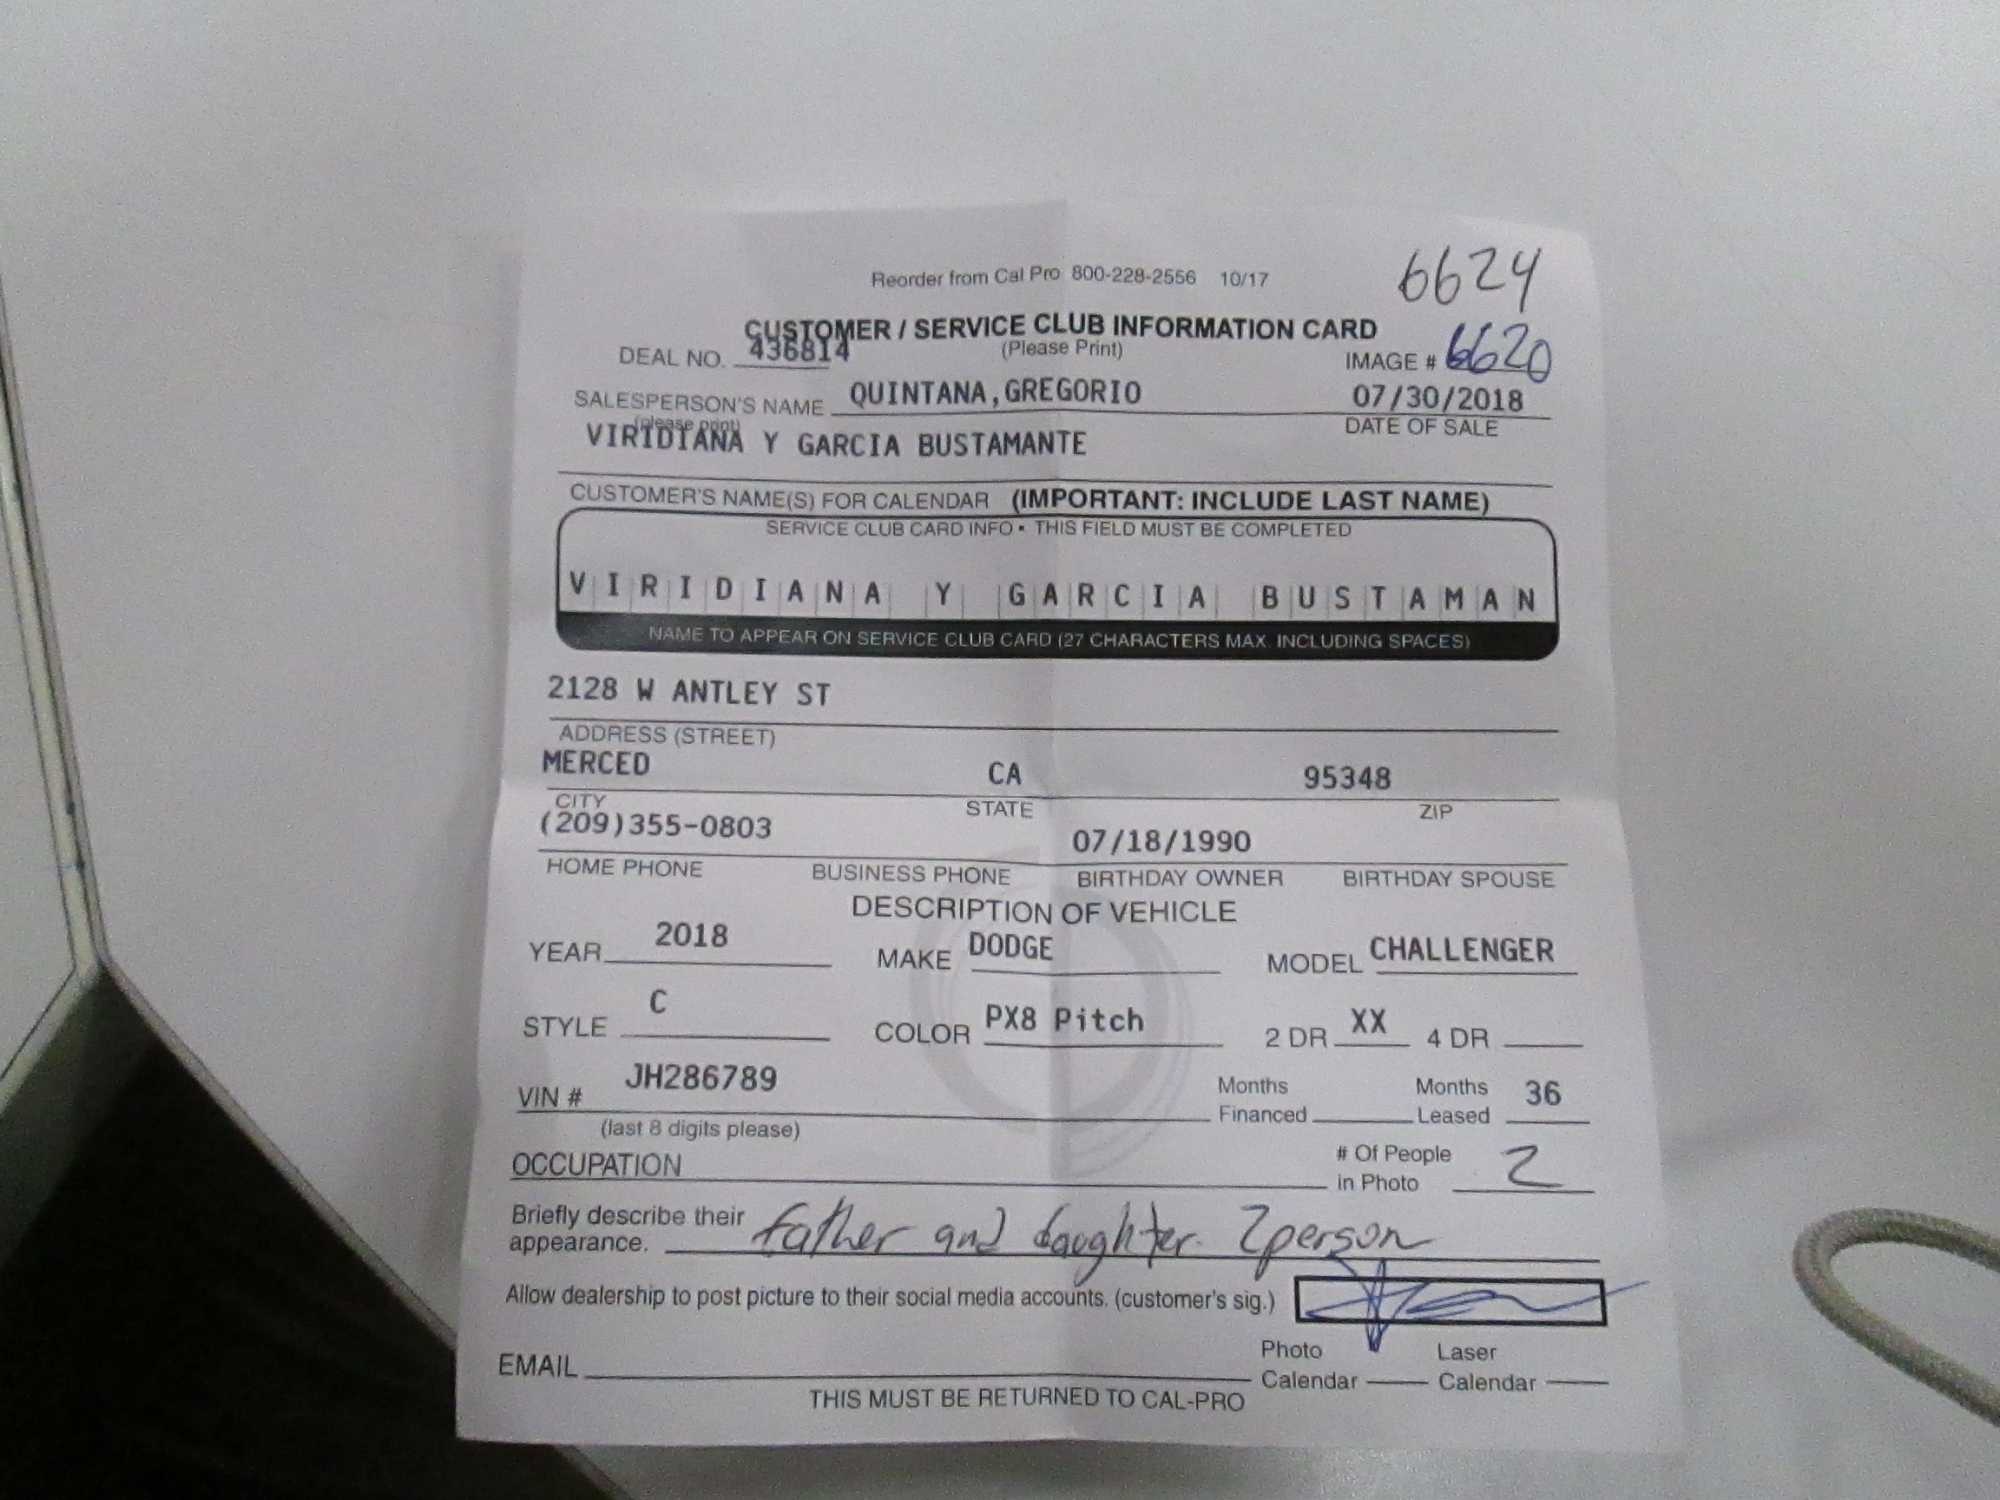 6624
Reorder from Cal Pro 800-228-2556 10/17
CUSTOMER / SERVICE CLUB INFORMATION CARD
DEAL NO. 436814 (Please Print) IMAGE # 6620
SALESPERSON'S NAME QUINTANA,GREGORIO 07/30/2018
(please print) DATE OF SALE
VIRIDIANA Y GARCIA BUSTAMANTE
CUSTOMER'S NAME(S) FOR CALENDAR (IMPORTANT: INCLUDE LAST NAME)
SERVICE CLUB CARD INFO • THIS FIELD MUST BE COMPLETED
VIRIDIANA Y GARCIA BUSTAMAN
NAME TO APPEAR ON SERVICE CLUB CARD (27 CHARACTERS MAX. INCLUDING SPACES)
2128 W ANTLEY ST
ADDRESS (STREET)
MERCED CA 95348
CITY STATE ZIP
(209)355-0803 07/18/1990
HOME PHONE BUSINESS PHONE BIRTHDAY OWNER BIRTHDAY SPOUSE
DESCRIPTION OF VEHICLE
YEAR 2018 MAKE DODGE MODEL CHALLENGER
STYLE C COLOR PX8 Pitch 2 DR XX 4 DR
VIN # JH286789 Months Financed Months Leased 36
(last 8 digits please)
OCCUPATION # Of People in Photo 2
Briefly describe their appearance. father and daughter. 2person
Allow dealership to post picture to their social media accounts. (customer's sig.)
EMAIL Photo Calendar Laser Calendar
THIS MUST BE RETURNED TO CAL-PRO